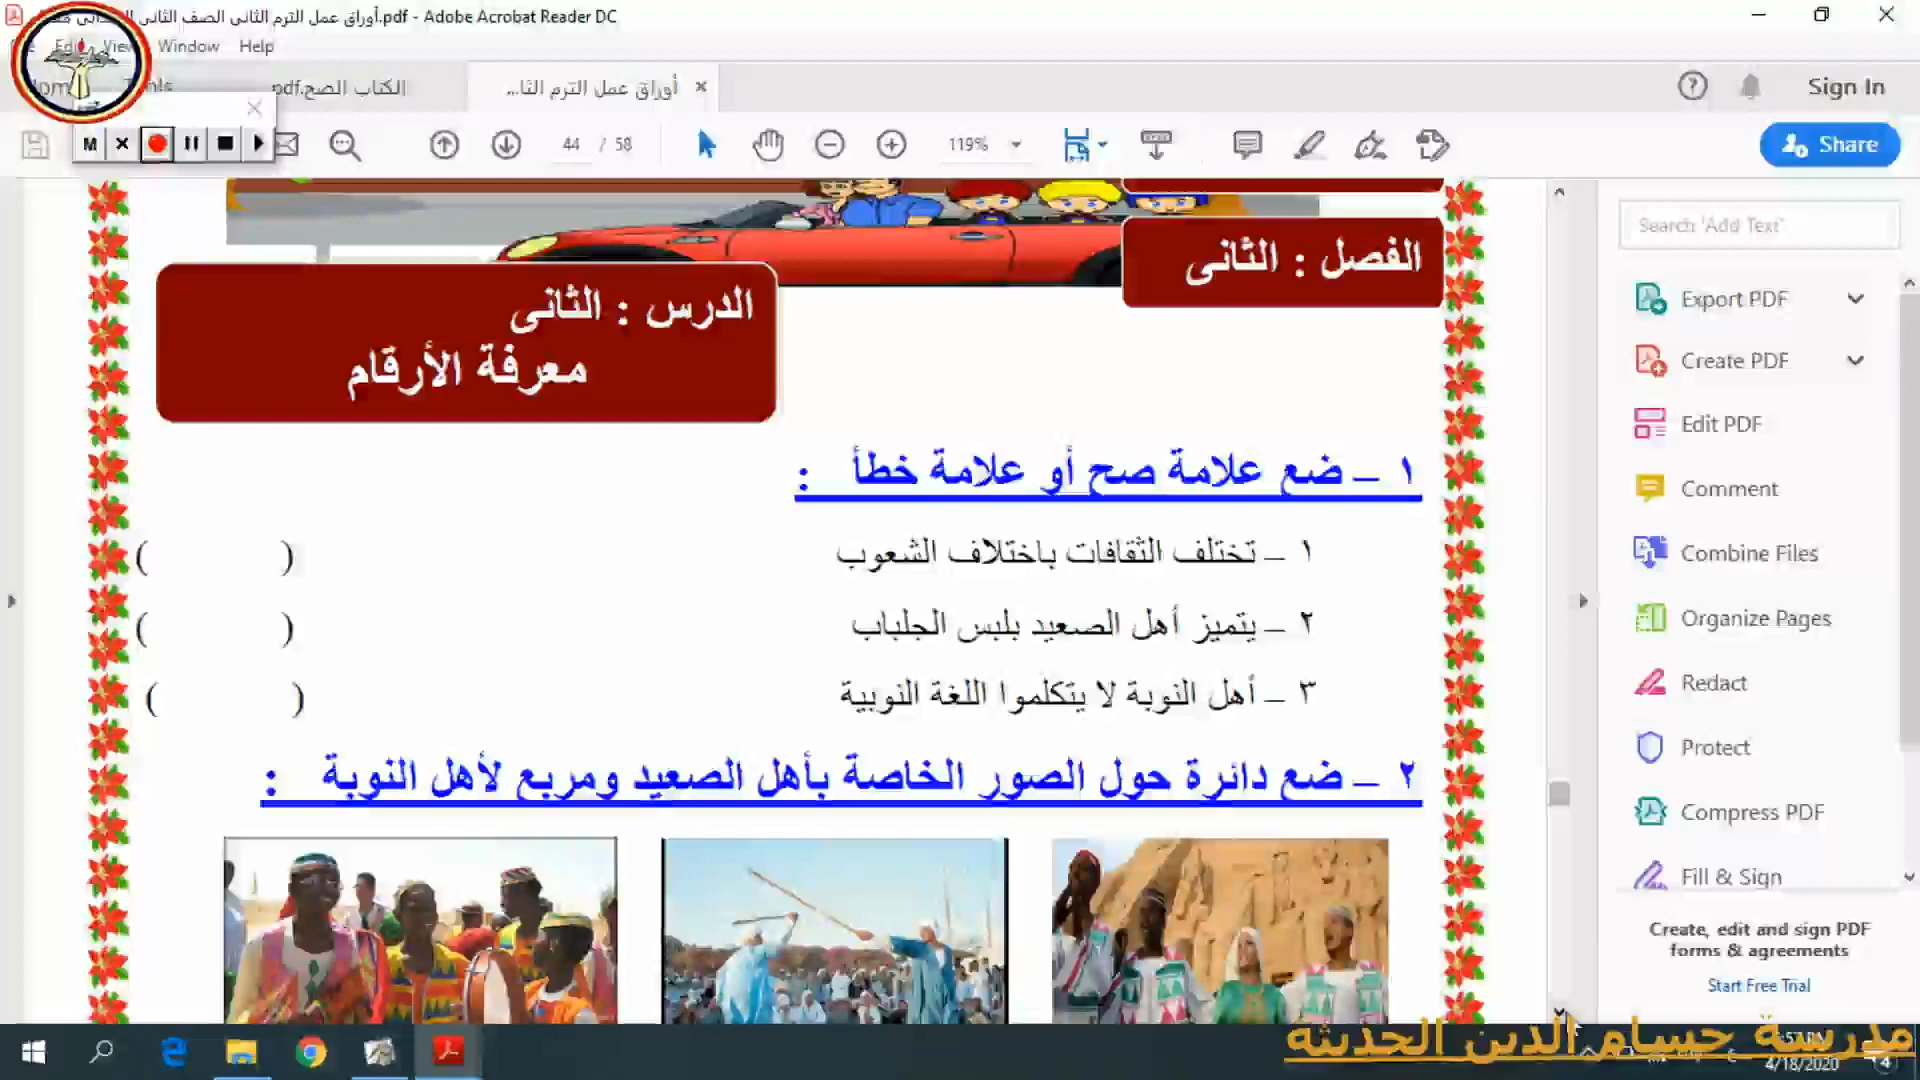 أوراق عمل الترم الثانى الصف الثانى
.pdf - Adobe Acrobat Reader DC
Edit View Window Help
Tools
الكتاب الصح.pdf
أوراق عمل الترم الثا...
Sign In
M
44 / 58
119%
Share
الفصل : الثانى
الدرس : الثانى
معرفة الأرقام
١ – ضع علامة صح أو علامة خطأ :
١ – تختلف الثقافات باختلاف الشعوب ( )
٢ – يتميز أهل الصعيد بلبس الجلباب ( )
٣ – أهل النوبة لا يتكلموا اللغة النوبية ( )
٢ – ضع دائرة حول الصور الخاصة بأهل الصعيد ومربع لأهل النوبة :
Search 'Add Text'
Export PDF
Create PDF
Edit PDF
Comment
Combine Files
Organize Pages
Redact
Protect
Compress PDF
Fill & Sign
Create, edit and sign PDF
forms & agreements
Start Free Trial
مدرسة حسام الدين الحديثه
4/18/2020
4